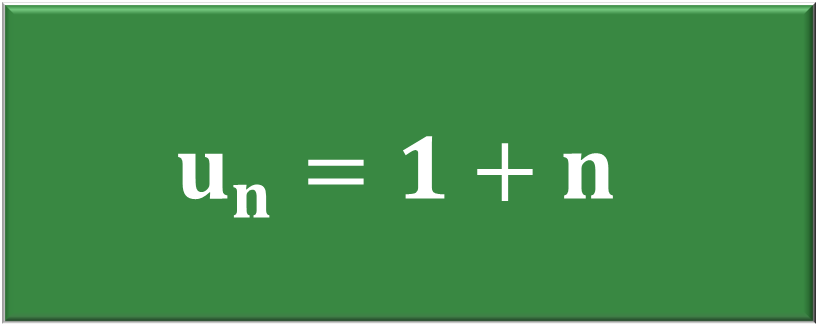 uₙ = 1 + n